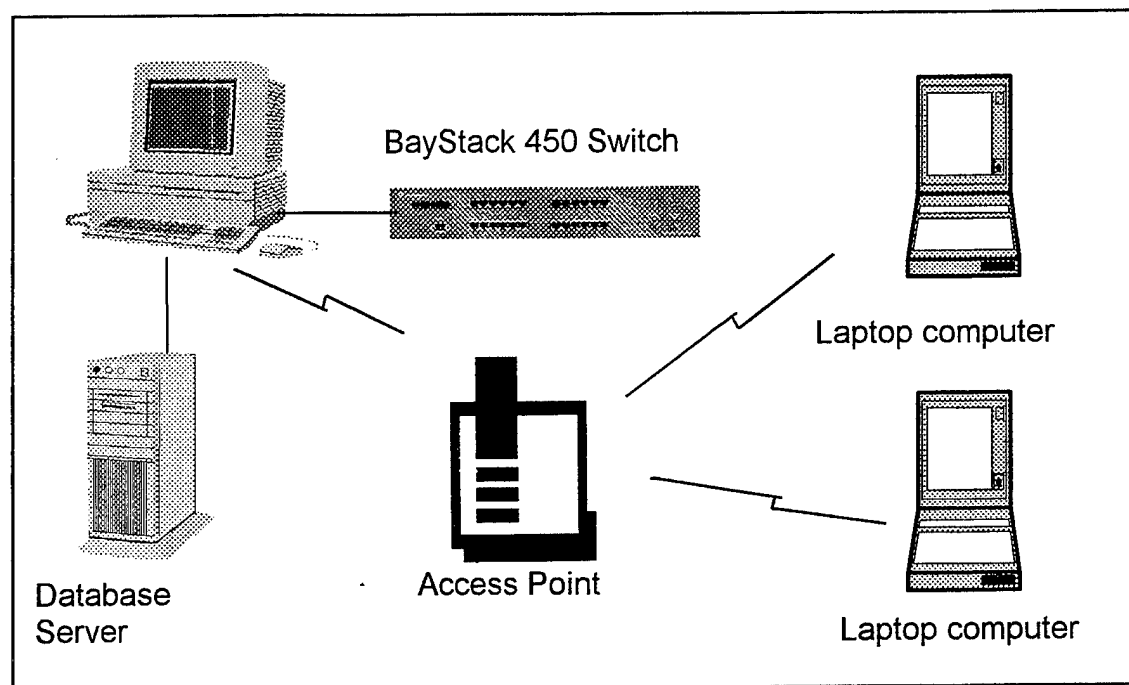 BayStack 450 Switch
Laptop computer
Database
Server
Access Point
Laptop computer